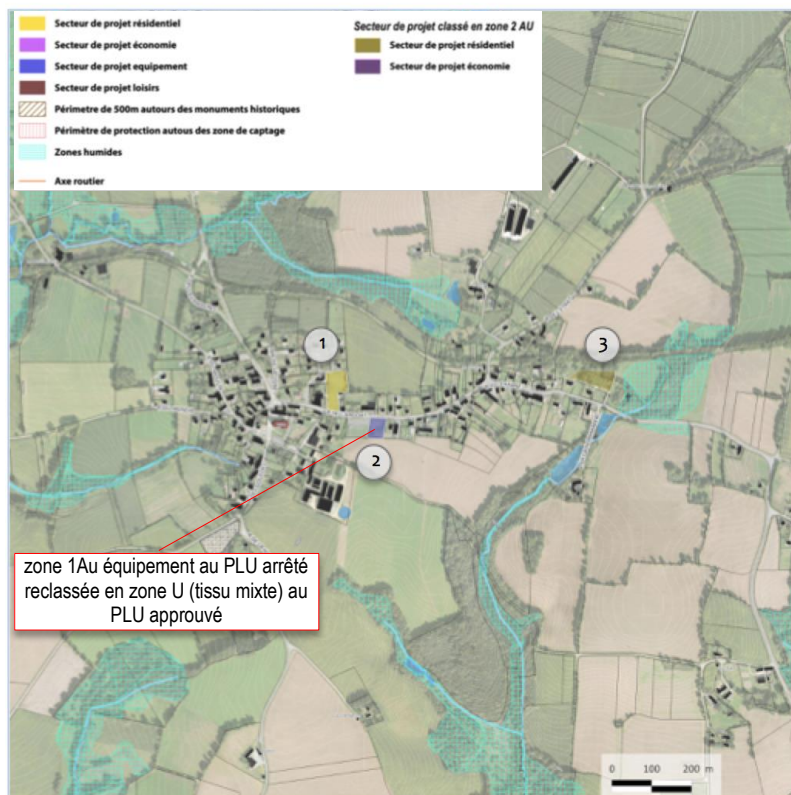 Secteur de projet résidentiel
Secteur de projet économie
Secteur de projet equipement
Secteur de projet loisirs
Périmetre de 500m autours des monuments historiques
Périmètre de protection autous des zone de captage
Zones humides
Axe routier
Secteur de projet classé en zone 2 AU
Secteur de projet résidentiel
Secteur de projet économie
1
3
2
zone 1Au équipement au PLU arrêté
reclassée en zone U (tissu mixte) au
PLU approuvé
0 100 200 m